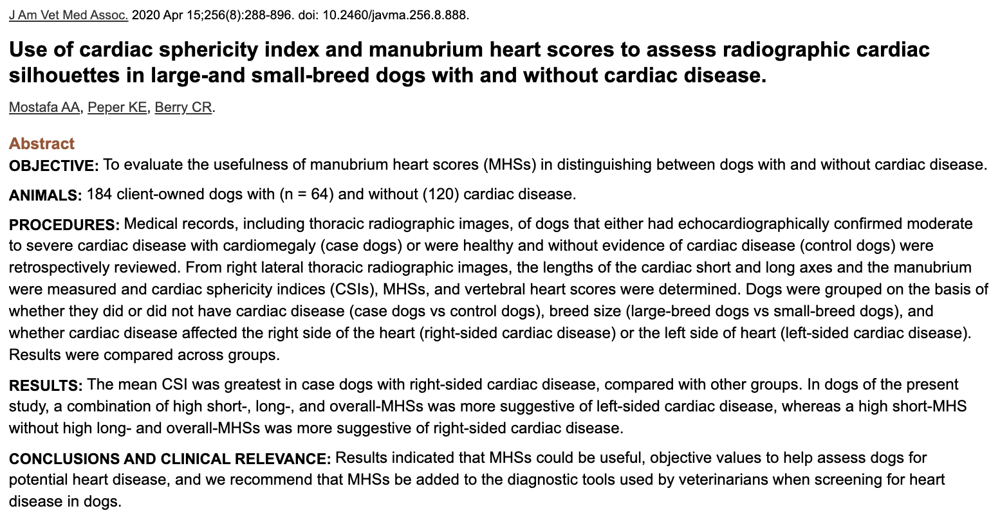 J Am Vet Med Assoc. 2020 Apr 15;256(8):288-896. doi: 10.2460/javma.256.8.888.
Use of cardiac sphericity index and manubrium heart scores to assess radiographic cardiac
silhouettes in large-and small-breed dogs with and without cardiac disease.
Mostafa AA, Peper KE, Berry CR.
Abstract
OBJECTIVE: To evaluate the usefulness of manubrium heart scores (MHSs) in distinguishing between dogs with and without cardiac disease.
ANIMALS: 184 client-owned dogs with (n = 64) and without (120) cardiac disease.
PROCEDURES: Medical records, including thoracic radiographic images, of dogs that either had echocardiographically confirmed moderate
to severe cardiac disease with cardiomegaly (case dogs) or were healthy and without evidence of cardiac disease (control dogs) were
retrospectively reviewed. From right lateral thoracic radiographic images, the lengths of the cardiac short and long axes and the manubrium
were measured and cardiac sphericity indices (CSIs), MHSs, and vertebral heart scores were determined. Dogs were grouped on the basis of
whether they did or did not have cardiac disease (case dogs vs control dogs), breed size (large-breed dogs vs small-breed dogs), and
whether cardiac disease affected the right side of the heart (right-sided cardiac disease) or the left side of heart (left-sided cardiac disease).
Results were compared across groups.
RESULTS: The mean CSI was greatest in case dogs with right-sided cardiac disease, compared with other groups. In dogs of the present
study, a combination of high short-, long-, and overall-MHSs was more suggestive of left-sided cardiac disease, whereas a high short-MHS
without high long- and overall-MHSs was more suggestive of right-sided cardiac disease.
CONCLUSIONS AND CLINICAL RELEVANCE: Results indicated that MHSs could be useful, objective values to help assess dogs for
potential heart disease, and we recommend that MHSs be added to the diagnostic tools used by veterinarians when screening for heart
disease in dogs.